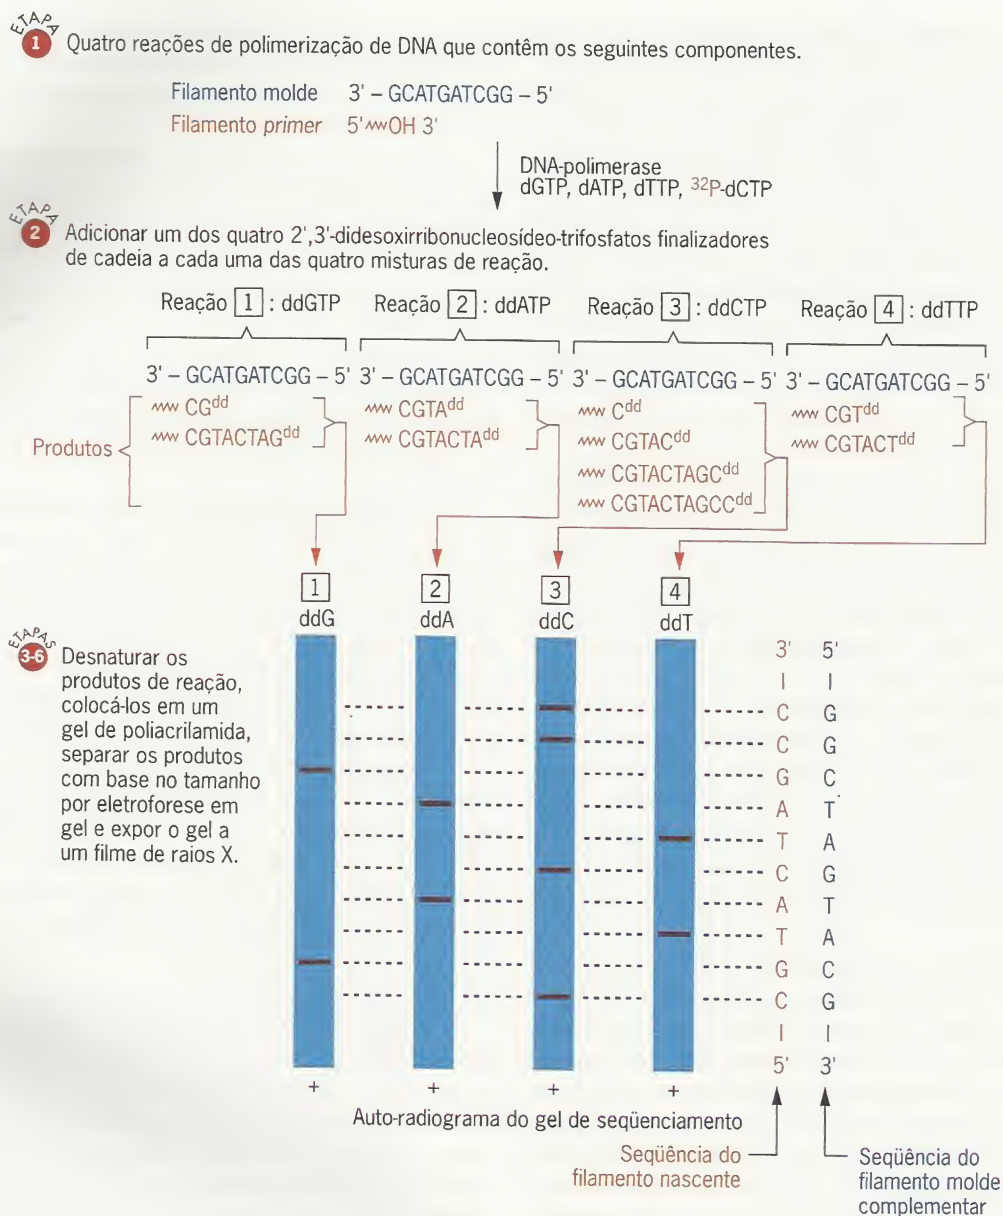 ETAPA
1 Quatro reações de polimerização de DNA que contêm os seguintes componentes.
Filamento molde 3' – GCATGATCGG – 5'
Filamento primer 5' OH 3'
DNA-polimerase
dGTP, dATP, dTTP, ³²P-dCTP
ETAPA
2 Adicionar um dos quatro 2',3'-didesoxirribonucleosídeo-trifosfatos finalizadores
de cadeia a cada uma das quatro misturas de reação.
Reação 1 : ddGTP Reação 2 : ddATP Reação 3 : ddCTP Reação 4 : ddTTP
3' – GCATGATCGG – 5' 3' – GCATGATCGG – 5' 3' – GCATGATCGG – 5' 3' – GCATGATCGG – 5'
CGᵈᵈ CGTAᵈᵈ Cᵈᵈ CGTᵈᵈ
Produtos CGTACTAGᵈᵈ CGTACTAᵈᵈ CGTACᵈᵈ CGTACTᵈᵈ
CGTACTAGCᵈᵈ
CGTACTAGCCᵈᵈ
1 2 3 4
ddG ddA ddC ddT
ETAPAS
3-6 Desnaturar os
produtos de reação,
colocá-los em um
gel de poliacrilamida,
separar os produtos
com base no tamanho
por eletroforese em
gel e expor o gel a
um filme de raios X.
3' 5'
C G
C G
G C
A T
T A
C G
A T
T A
G C
C G
5' 3'
+ + + +
Auto-radiograma do gel de seqüenciamento
Seqüência do
filamento nascente
Seqüência do
filamento molde
complementar